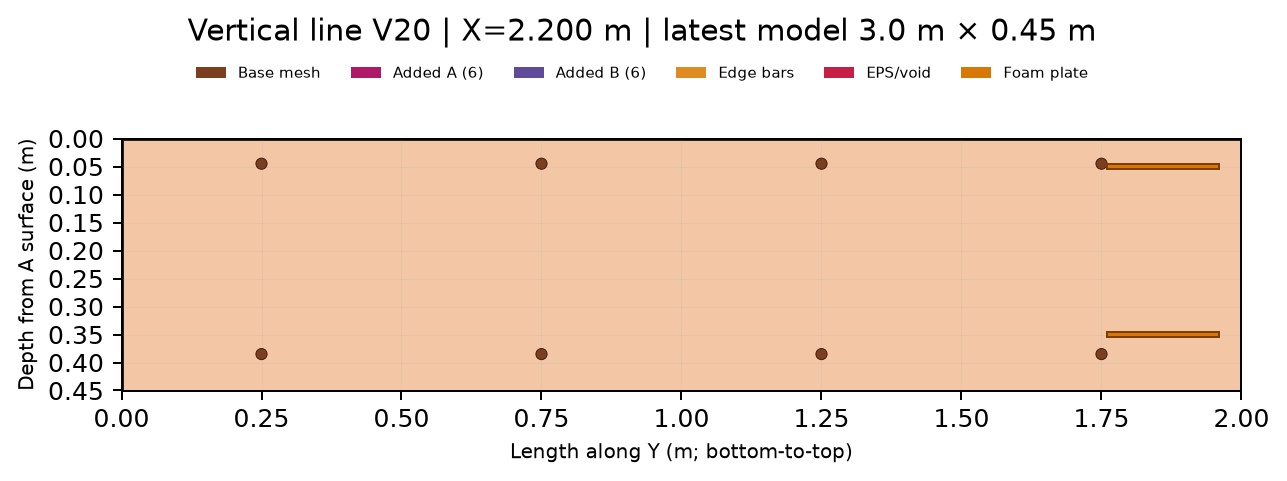 Vertical line V20 | X=2.200 m | latest model 3.0 m × 0.45 m
Base mesh Added A (6) Added B (6) Edge bars EPS/void Foam plate
Depth from A surface (m)
0.00
0.05
0.10
0.15
0.20
0.25
0.30
0.35
0.40
0.45
0.00 0.25 0.50 0.75 1.00 1.25 1.50 1.75 2.00
Length along Y (m; bottom-to-top)